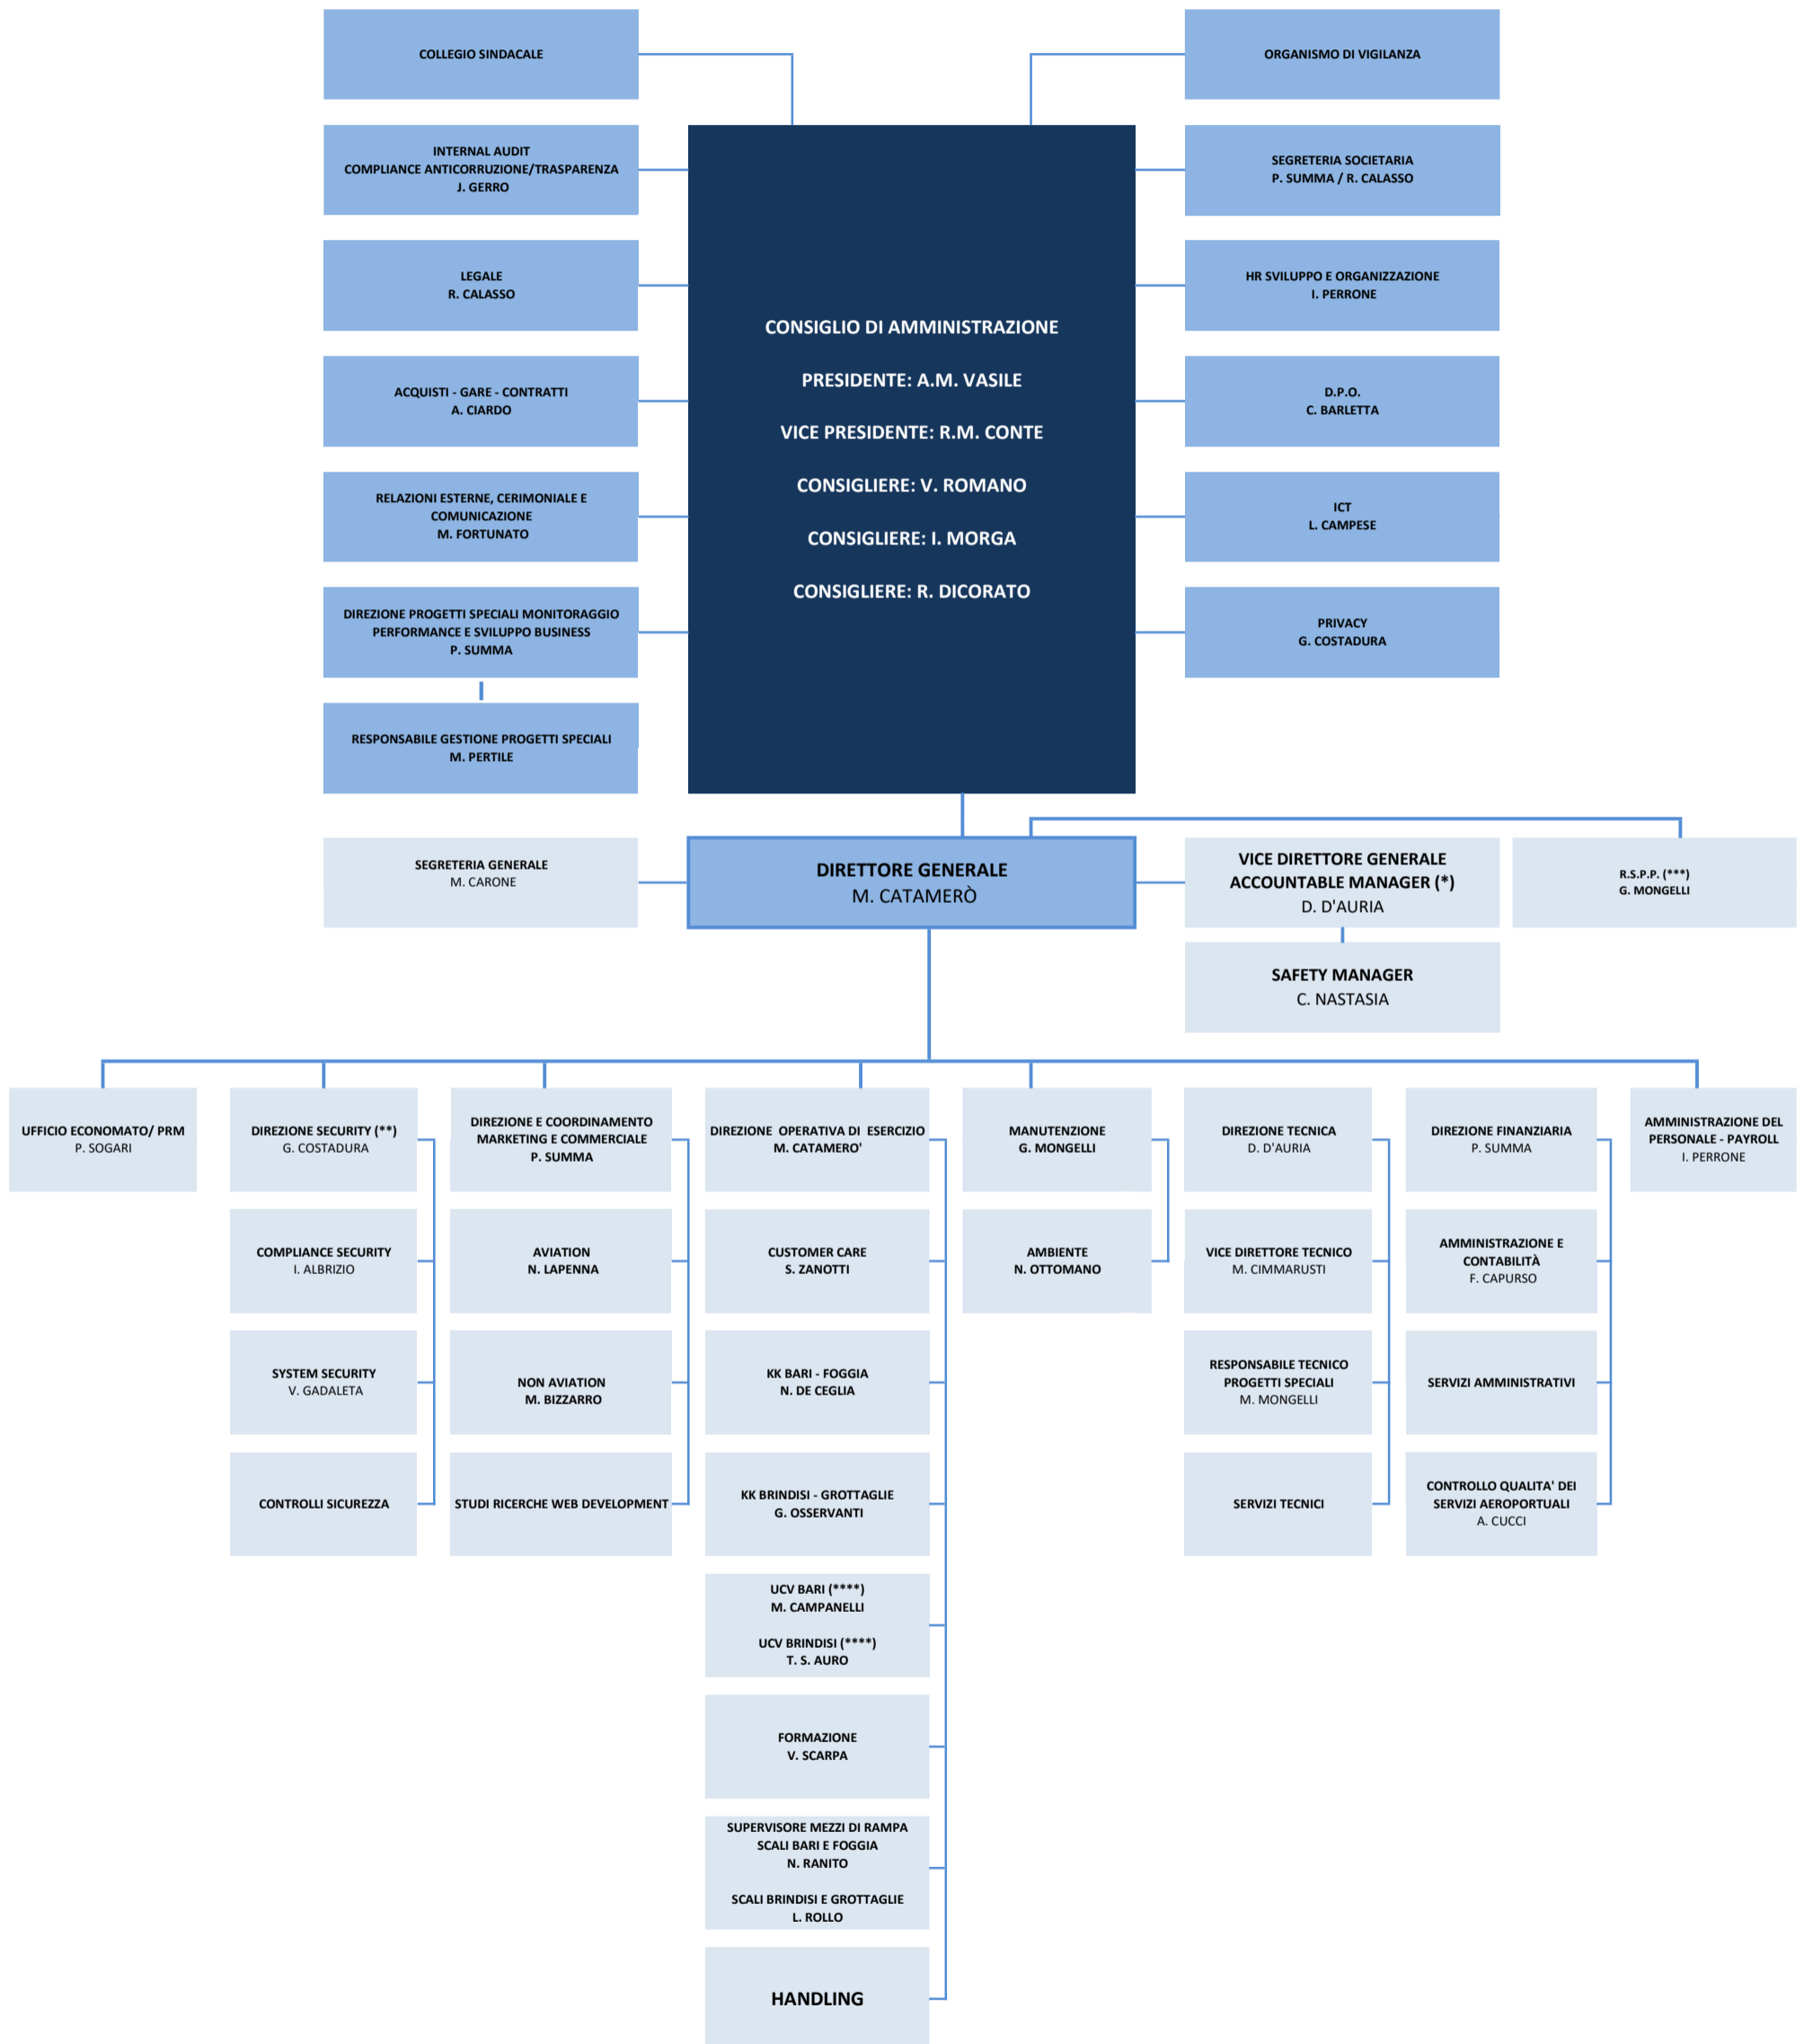 COLLEGIO SINDACALE
ORGANISMO DI VIGILANZA
INTERNAL AUDIT
COMPLIANCE ANTICORRUZIONE/TRASPARENZA
J. GERRO
SEGRETERIA SOCIETARIA
P. SUMMA / R. CALASSO
LEGALE
R. CALASSO
HR SVILUPPO E ORGANIZZAZIONE
I. PERRONE
ACQUISTI - GARE - CONTRATTI
A. CIARDO
D.P.O.
C. BARLETTA
RELAZIONI ESTERNE, CERIMONIALE E
COMUNICAZIONE
M. FORTUNATO
ICT
L. CAMPESE
DIREZIONE PROGETTI SPECIALI MONITORAGGIO
PERFORMANCE E SVILUPPO BUSINESS
P. SUMMA
PRIVACY
G. COSTADURA
RESPONSABILE GESTIONE PROGETTI SPECIALI
M. PERTILE
CONSIGLIO DI AMMINISTRAZIONE
PRESIDENTE: A.M. VASILE
VICE PRESIDENTE: R.M. CONTE
CONSIGLIERE: V. ROMANO
CONSIGLIERE: I. MORGA
CONSIGLIERE: R. DICORATO
SEGRETERIA GENERALE
M. CARONE
DIRETTORE GENERALE
M. CATAMERÒ
VICE DIRETTORE GENERALE
ACCOUNTABLE MANAGER (*)
D. D'AURIA
R.S.P.P. (***)
G. MONGELLI
SAFETY MANAGER
C. NASTASIA
UFFICIO ECONOMATO/ PRM
P. SOGARI
DIREZIONE SECURITY (**)
G. COSTADURA
COMPLIANCE SECURITY
I. ALBRIZIO
SYSTEM SECURITY
V. GADALETA
CONTROLLI SICUREZZA
DIREZIONE E COORDINAMENTO
MARKETING E COMMERCIALE
P. SUMMA
AVIATION
N. LAPENNA
NON AVIATION
M. BIZZARRO
STUDI RICERCHE WEB DEVELOPMENT
DIREZIONE OPERATIVA DI ESERCIZIO
M. CATAMERO'
CUSTOMER CARE
S. ZANOTTI
KK BARI - FOGGIA
N. DE CEGLIA
KK BRINDISI - GROTTAGLIE
G. OSSERVANTI
UCV BARI (****)
M. CAMPANELLI
UCV BRINDISI (****)
T. S. AURO
FORMAZIONE
V. SCARPA
SUPERVISORE MEZZI DI RAMPA
SCALI BARI E FOGGIA
N. RANITO
SCALI BRINDISI E GROTTAGLIE
L. ROLLO
HANDLING
MANUTENZIONE
G. MONGELLI
AMBIENTE
N. OTTOMANO
DIREZIONE TECNICA
D. D'AURIA
VICE DIRETTORE TECNICO
M. CIMMARUSTI
RESPONSABILE TECNICO
PROGETTI SPECIALI
M. MONGELLI
SERVIZI TECNICI
DIREZIONE FINANZIARIA
P. SUMMA
AMMINISTRAZIONE E
CONTABILITÀ
F. CAPURSO
SERVIZI AMMINISTRATIVI
CONTROLLO QUALITA' DEI
SERVIZI AEROPORTUALI
A. CUCCI
AMMINISTRAZIONE DEL
PERSONALE - PAYROLL
I. PERRONE